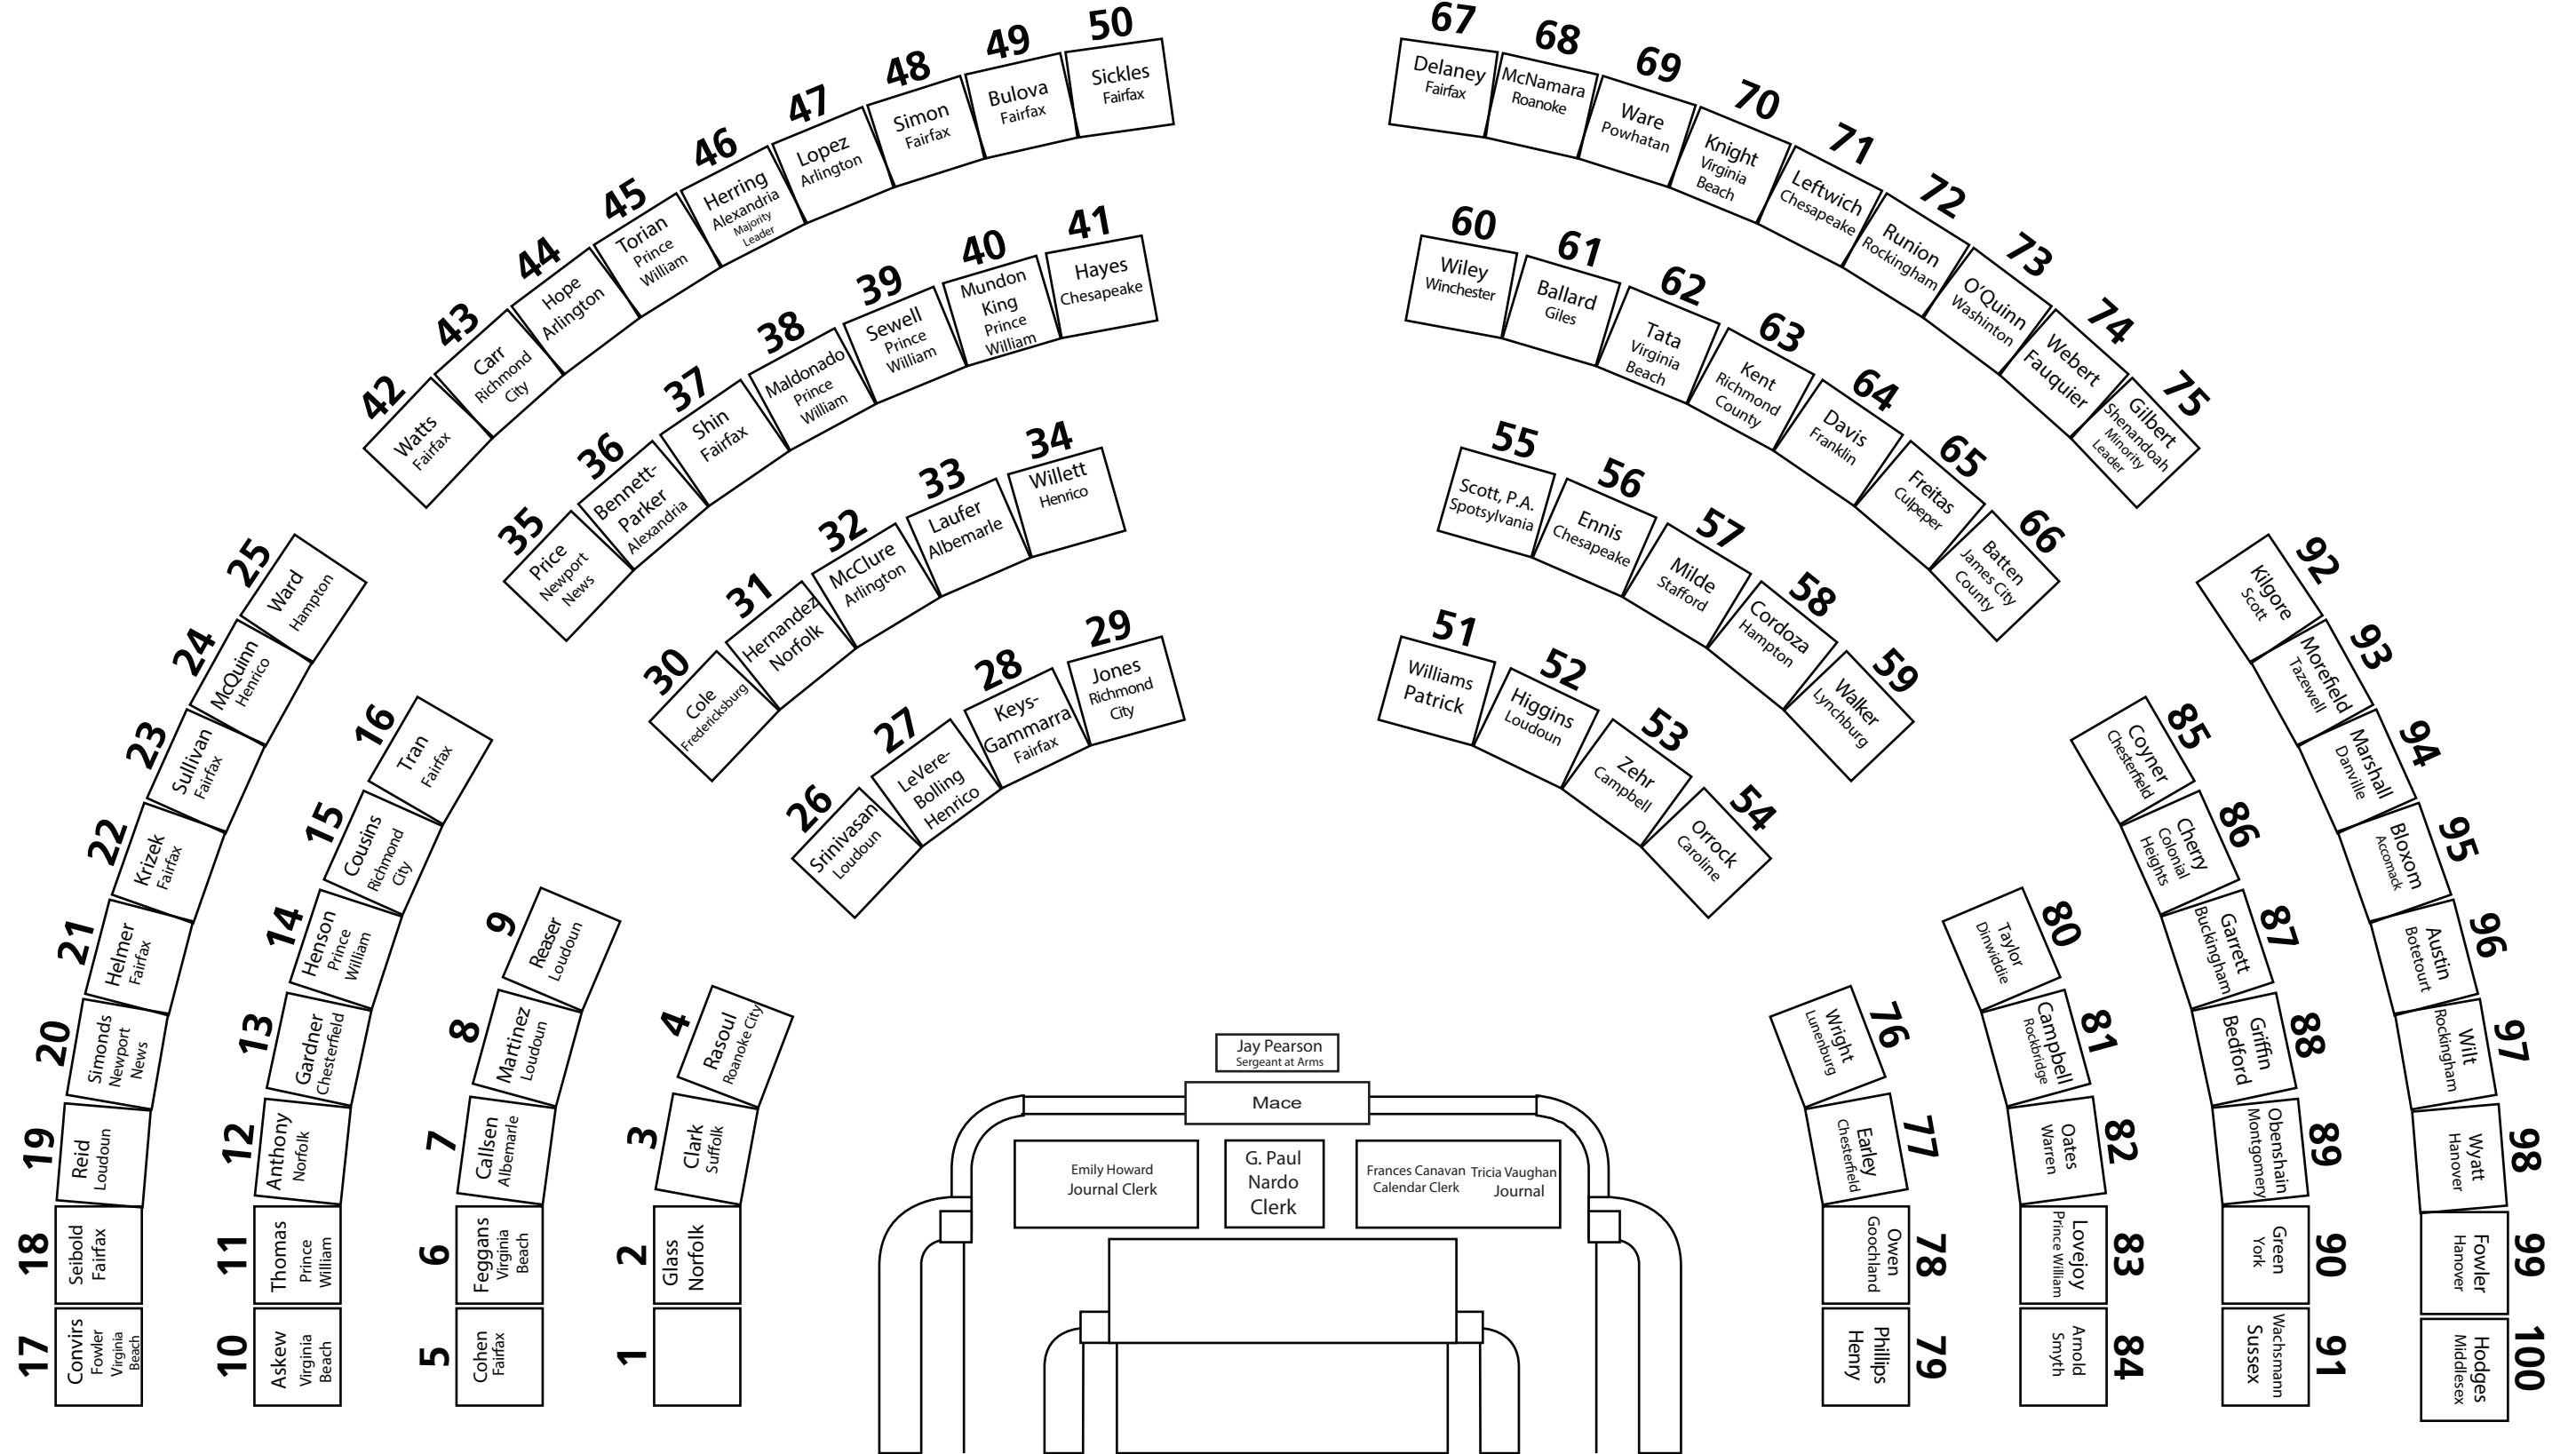 1
2
Glass
Norfolk
3
Clark
Suffolk
4
Rasoul
Roanoke City
5
Cohen
Fairfax
6
Feggans
Virginia
Beach
7
Callsen
Albemarle
8
Martinez
Loudoun
9
Reaser
Loudoun
10
Askew
Virginia
Beach
11
Thomas
Prince
William
12
Anthony
Norfolk
13
Gardner
Chesterfield
14
Henson
Prince
William
15
Cousins
Richmond
City
16
Tran
Fairfax
17
Convirs
Fowler
Virginia
Beach
18
Seibold
Fairfax
19
Reid
Loudoun
20
Simonds
Newport
News
21
Helmer
Fairfax
22
Krizek
Fairfax
23
Sullivan
Fairfax
24
McQuinn
Henrico
25
Ward
Hampton
26
Srinivasan
Loudoun
27
LeVere-
Bolling
Henrico
28
Keys-
Gammarra
Fairfax
29
Jones
Richmond
City
30
Cole
Fredericksburg
31
Hernandez
Norfolk
32
McClure
Arlington
33
Laufer
Albemarle
34
Willett
Henrico
35
Price
Newport
News
36
Bennett-
Parker
Alexandria
37
Shin
Fairfax
38
Maldonado
Prince
William
39
Sewell
Prince
William
40
Mundon
King
Prince
William
41
Hayes
Chesapeake
42
Watts
Fairfax
43
Carr
Richmond
City
44
Hope
Arlington
45
Torian
Prince
William
46
Herring
Alexandria
Majority
Leader
47
Lopez
Arlington
48
Simon
Fairfax
49
Bulova
Fairfax
50
Sickles
Fairfax
51
Williams
Patrick
52
Higgins
Loudoun
53
Zehr
Campbell
54
Orrock
Caroline
55
Scott, P.A.
Spotsylvania
56
Ennis
Chesapeake
57
Milde
Stafford
58
Cordoza
Hampton
59
Walker
Lynchburg
60
Wiley
Winchester
61
Ballard
Giles
62
Tata
Virginia
Beach
63
Kent
Richmond
County
64
Davis
Franklin
65
Freitas
Culpeper
66
Batten
James City
County
67
Delaney
Fairfax
68
McNamara
Roanoke
69
Ware
Powhatan
70
Knight
Virginia
Beach
71
Leftwich
Chesapeake
72
Runion
Rockingham
73
O'Quinn
Washinton
74
Webert
Fauquier
75
Gilbert
Shenandoah
Minority
Leader
76
Wright
Lunenburg
77
Earley
Chesterfield
78
Owen
Goochland
79
Phillips
Henry
80
Taylor
Dinwiddie
81
Campbell
Rockbridge
82
Oates
Warren
83
Lovejoy
Prince William
84
Arnold
Smyth
85
Coyner
Chesterfield
86
Cherry
Colonial
Heights
87
Garrett
Buckingham
88
Griffin
Bedford
89
Obenshain
Montgomery
90
Green
York
91
Wachsmann
Sussex
92
Kilgore
Scott
93
Morefield
Tazewell
94
Marshall
Danville
95
Bloxom
Accomack
96
Austin
Botetourt
97
Wilt
Rockingham
98
Wyatt
Hanover
99
Fowler
Hanover
100
Hodges
Middlesex
Jay Pearson
Sergeant at Arms
Mace
Emily Howard
Journal Clerk
G. Paul
Nardo
Clerk
Frances Canavan
Calendar Clerk
Tricia Vaughan
Journal